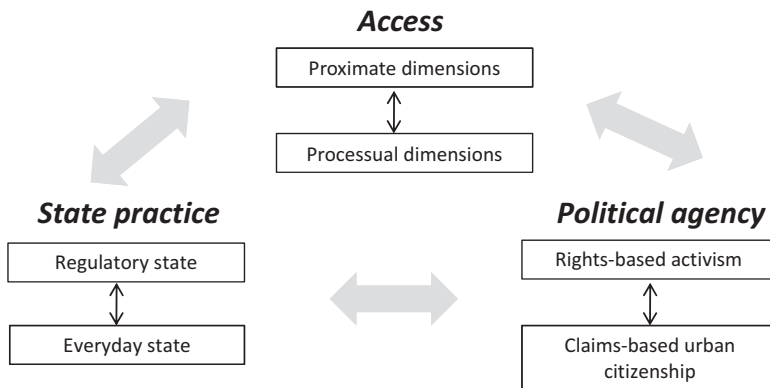 Access
Proximate dimensions
Processual dimensions
State practice
Regulatory state
Everyday state
Political agency
Rights-based activism
Claims-based urban
citizenship